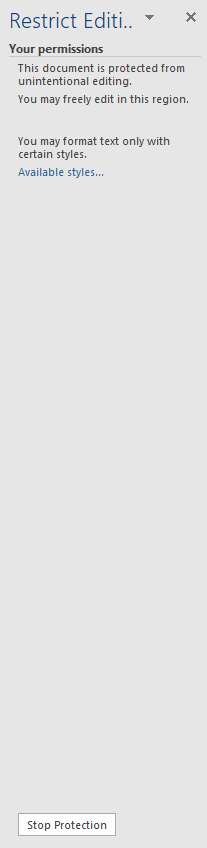 Restrict Editi..
Your permissions
This document is protected from
unintentional editing.
You may freely edit in this region.
You may format text only with
certain styles.
Available styles...
Stop Protection